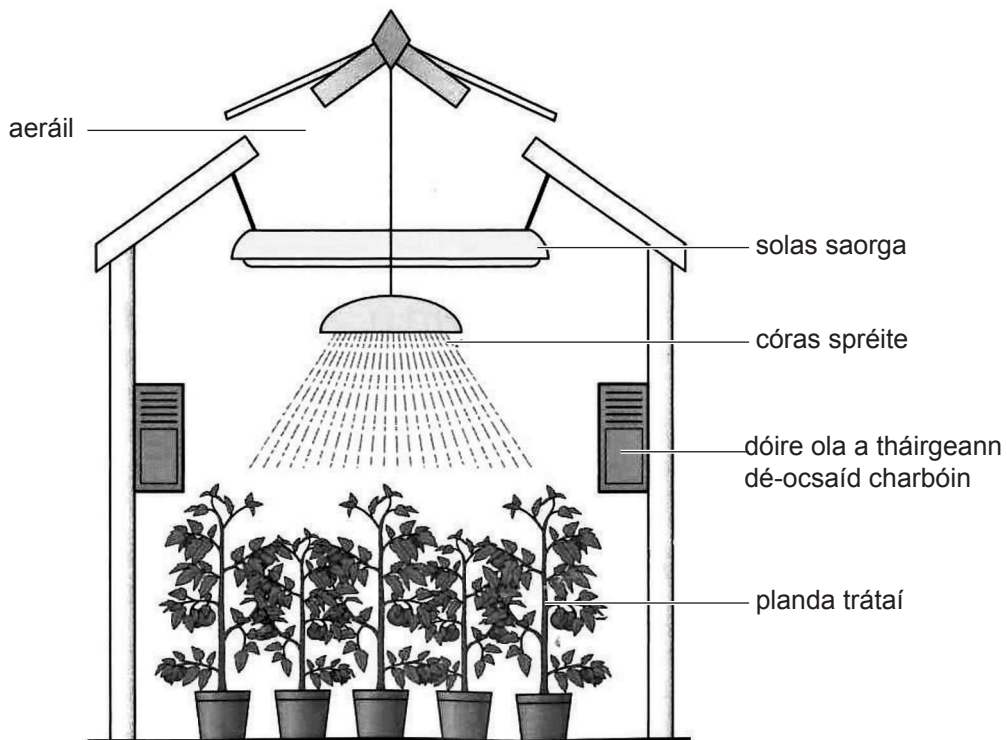 aeráil
solas saorga
córas spréite
dóire ola a tháirgeann
dé-ocsaíd charbóin
planda trátaí